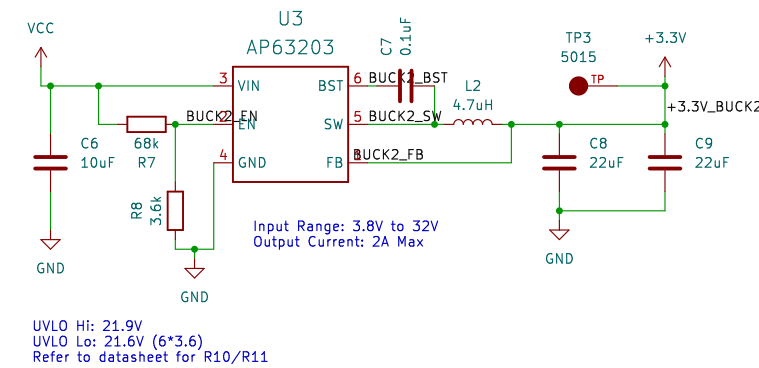 VCC
U3
AP63203
C7
0.1uF
TP3
5015
TP
+3.3V
3
VIN
BST
6
BUCK2_BST
L2
4.7uH
+3.3V_BUCK2
BUCK2_EN
EN
SW
5
BUCK2_SW
C6
10uF
68k
R7
4
GND
FB
BUCK2_FB
C8
22uF
C9
22uF
R8
3.6k
Input Range: 3.8V to 32V
Output Current: 2A Max
GND
GND
GND
UVLO Hi: 21.9V
UVLO Lo: 21.6V (6*3.6)
Refer to datasheet for R10/R11